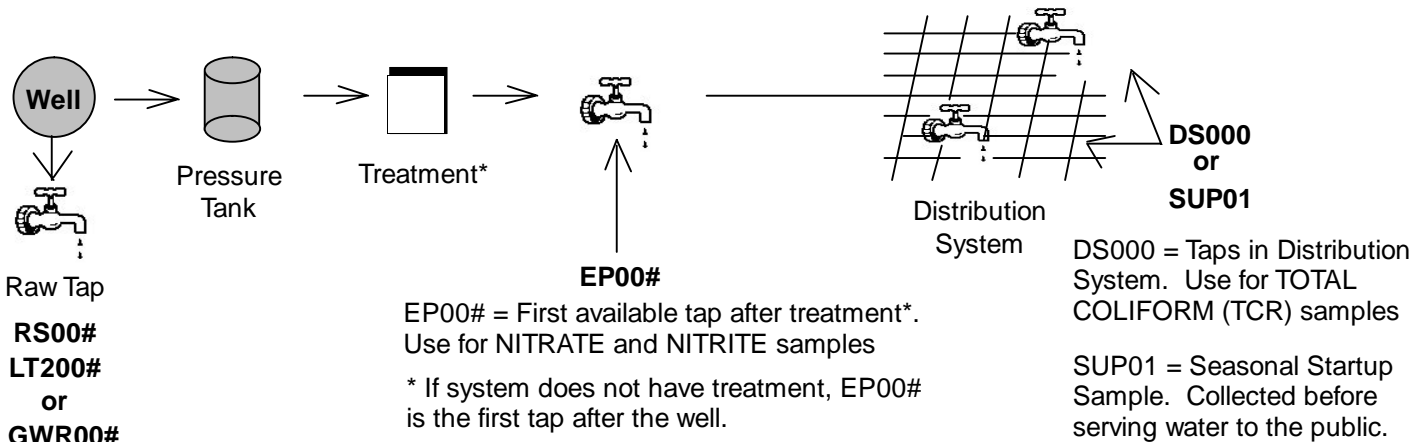 Well
Pressure
Tank
Treatment*
Distribution
System
Raw Tap
RS00#
LT200#
or
GWR00#
EP00#
EP00# = First available tap after treatment*.
Use for NITRATE and NITRITE samples
* If system does not have treatment, EP00#
is the first tap after the well.
DS000
or
SUP01
DS000 = Taps in Distribution
System. Use for TOTAL
COLIFORM (TCR) samples
SUP01 = Seasonal Startup
Sample. Collected before
serving water to the public.